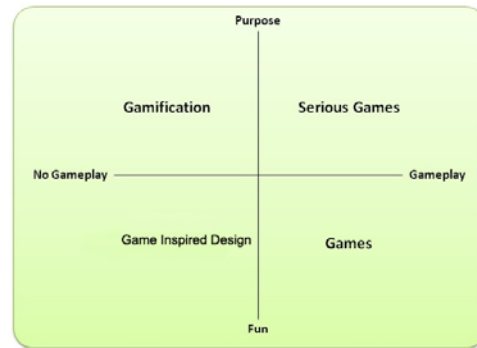 Purpose
Gamification
Serious Games
No Gameplay
Gameplay
Game Inspired Design
Games
Fun